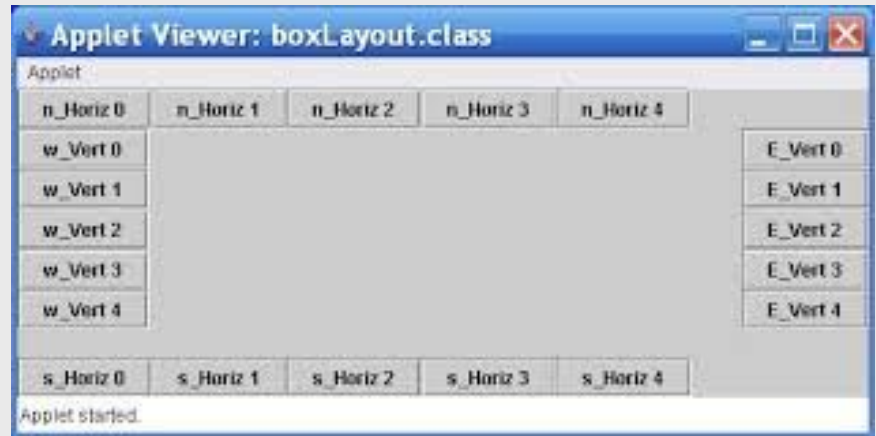 Applet Viewer: boxLayout.class
Applet
n_Horiz 0 n_Horiz 1 n_Horiz 2 n_Horiz 3 n_Horiz 4
w_Vert 0 E_Vert 0
w_Vert 1 E_Vert 1
w_Vert 2 E_Vert 2
w_Vert 3 E_Vert 3
w_Vert 4 E_Vert 4
s_Horiz 0 s_Horiz 1 s_Horiz 2 s_Horiz 3 s_Horiz 4
Applet started.